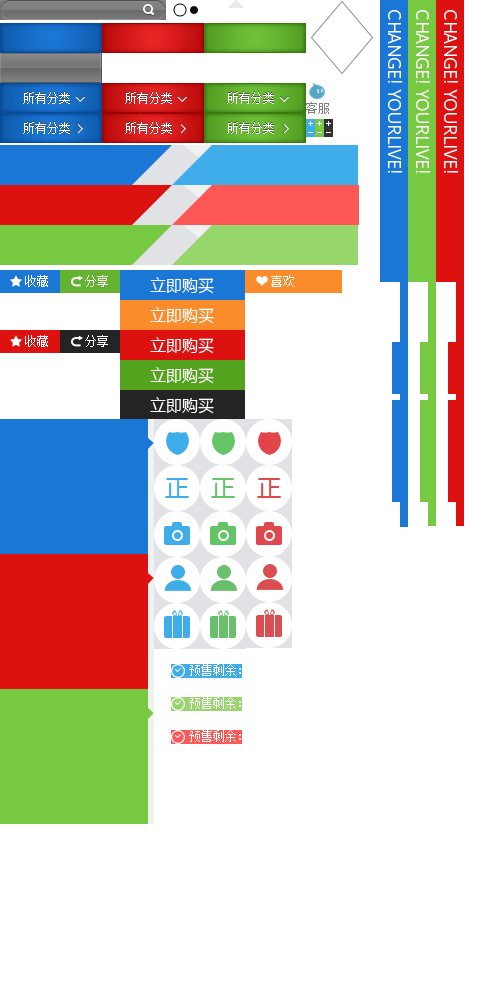 所有分类 所有分类 所有分类
客服
所有分类 所有分类 所有分类
收藏 分享 立即购买 喜欢
立即购买
收藏 分享 立即购买
立即购买
立即购买
正 正 正
预售剩余:
预售剩余:
预售剩余:
CHANGE! YOURLIVE!
CHANGE! YOURLIVE!
CHANGE! YOURLIVE!